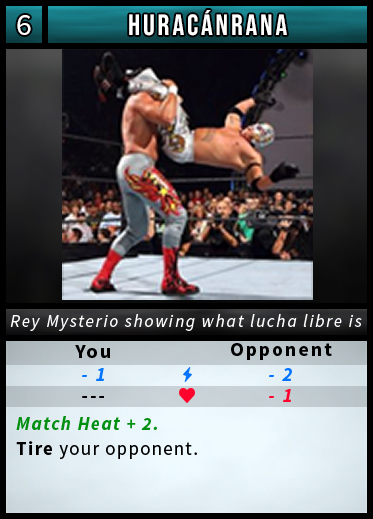 6 HURACÁNRANA
Rey Mysterio showing what lucha libre is
You Opponent
- 1 - 2
--- - 1
Match Heat + 2.
Tire your opponent.